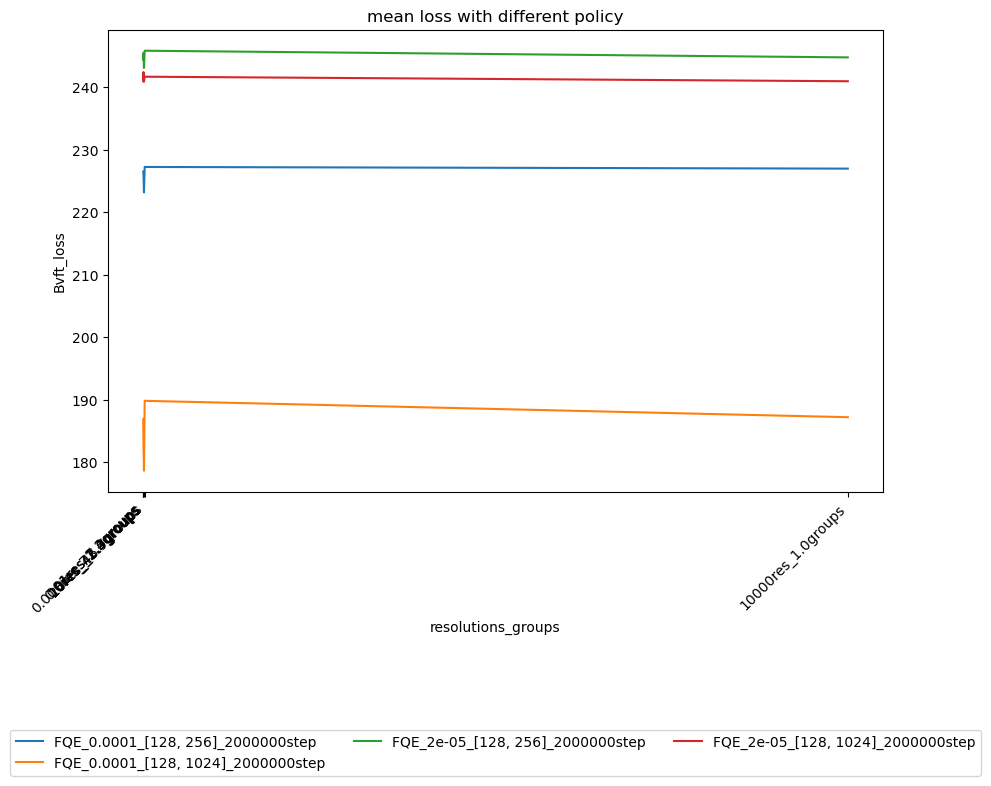 mean loss with different policy
Bvft_loss
240
230
220
210
200
190
180
10000res_1.0groups
resolutions_groups
FQE_0.0001_[128, 256]_2000000step
FQE_0.0001_[128, 1024]_2000000step
FQE_2e-05_[128, 256]_2000000step
FQE_2e-05_[128, 1024]_2000000step